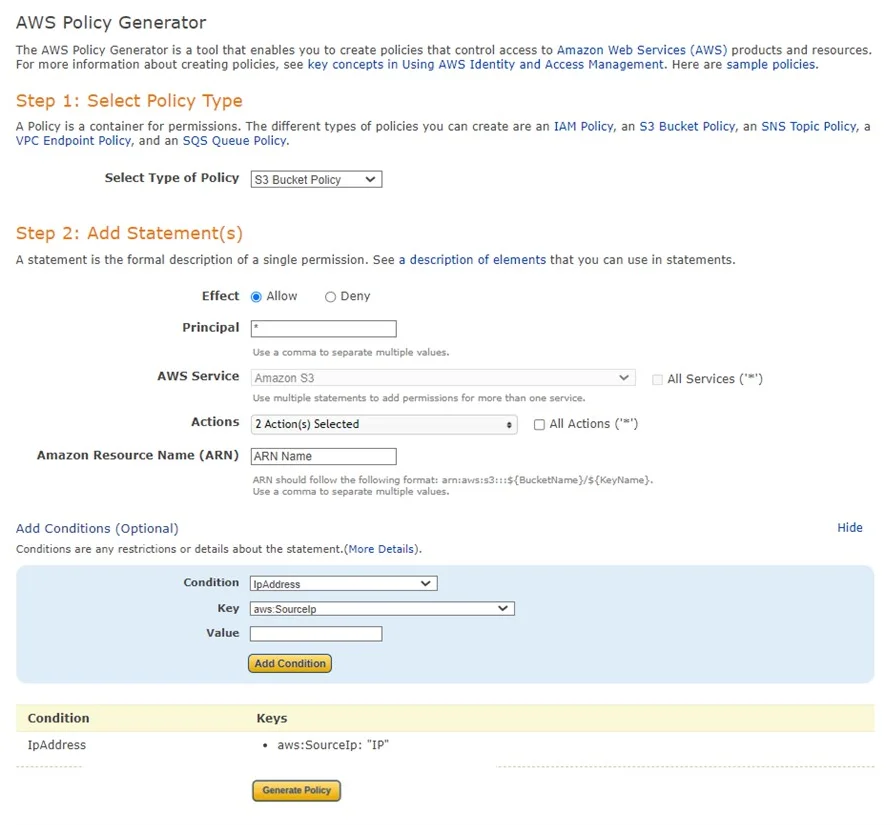 AWS Policy Generator
The AWS Policy Generator is a tool that enables you to create policies that control access to Amazon Web Services (AWS) products and resources.
For more information about creating policies, see key concepts in Using AWS Identity and Access Management. Here are sample policies.
Step 1: Select Policy Type
A Policy is a container for permissions. The different types of policies you can create are an IAM Policy, an S3 Bucket Policy, an SNS Topic Policy, a
VPC Endpoint Policy, and an SQS Queue Policy.
Select Type of Policy S3 Bucket Policy
Step 2: Add Statement(s)
A statement is the formal description of a single permission. See a description of elements that you can use in statements.
Effect Allow Deny
Principal *
Use a comma to separate multiple values.
AWS Service Amazon S3 All Services ('*')
Use multiple statements to add permissions for more than one service.
Actions 2 Action(s) Selected All Actions ('*')
Amazon Resource Name (ARN) ARN Name
ARN should follow the following format: arn:aws:s3:::${BucketName}/${KeyName}.
Use a comma to separate multiple values.
Add Conditions (Optional) Hide
Conditions are any restrictions or details about the statement.(More Details).
Condition IpAddress
Key aws:SourceIp
Value
Add Condition
Condition Keys
IpAddress • aws:SourceIp: "IP"
Generate Policy